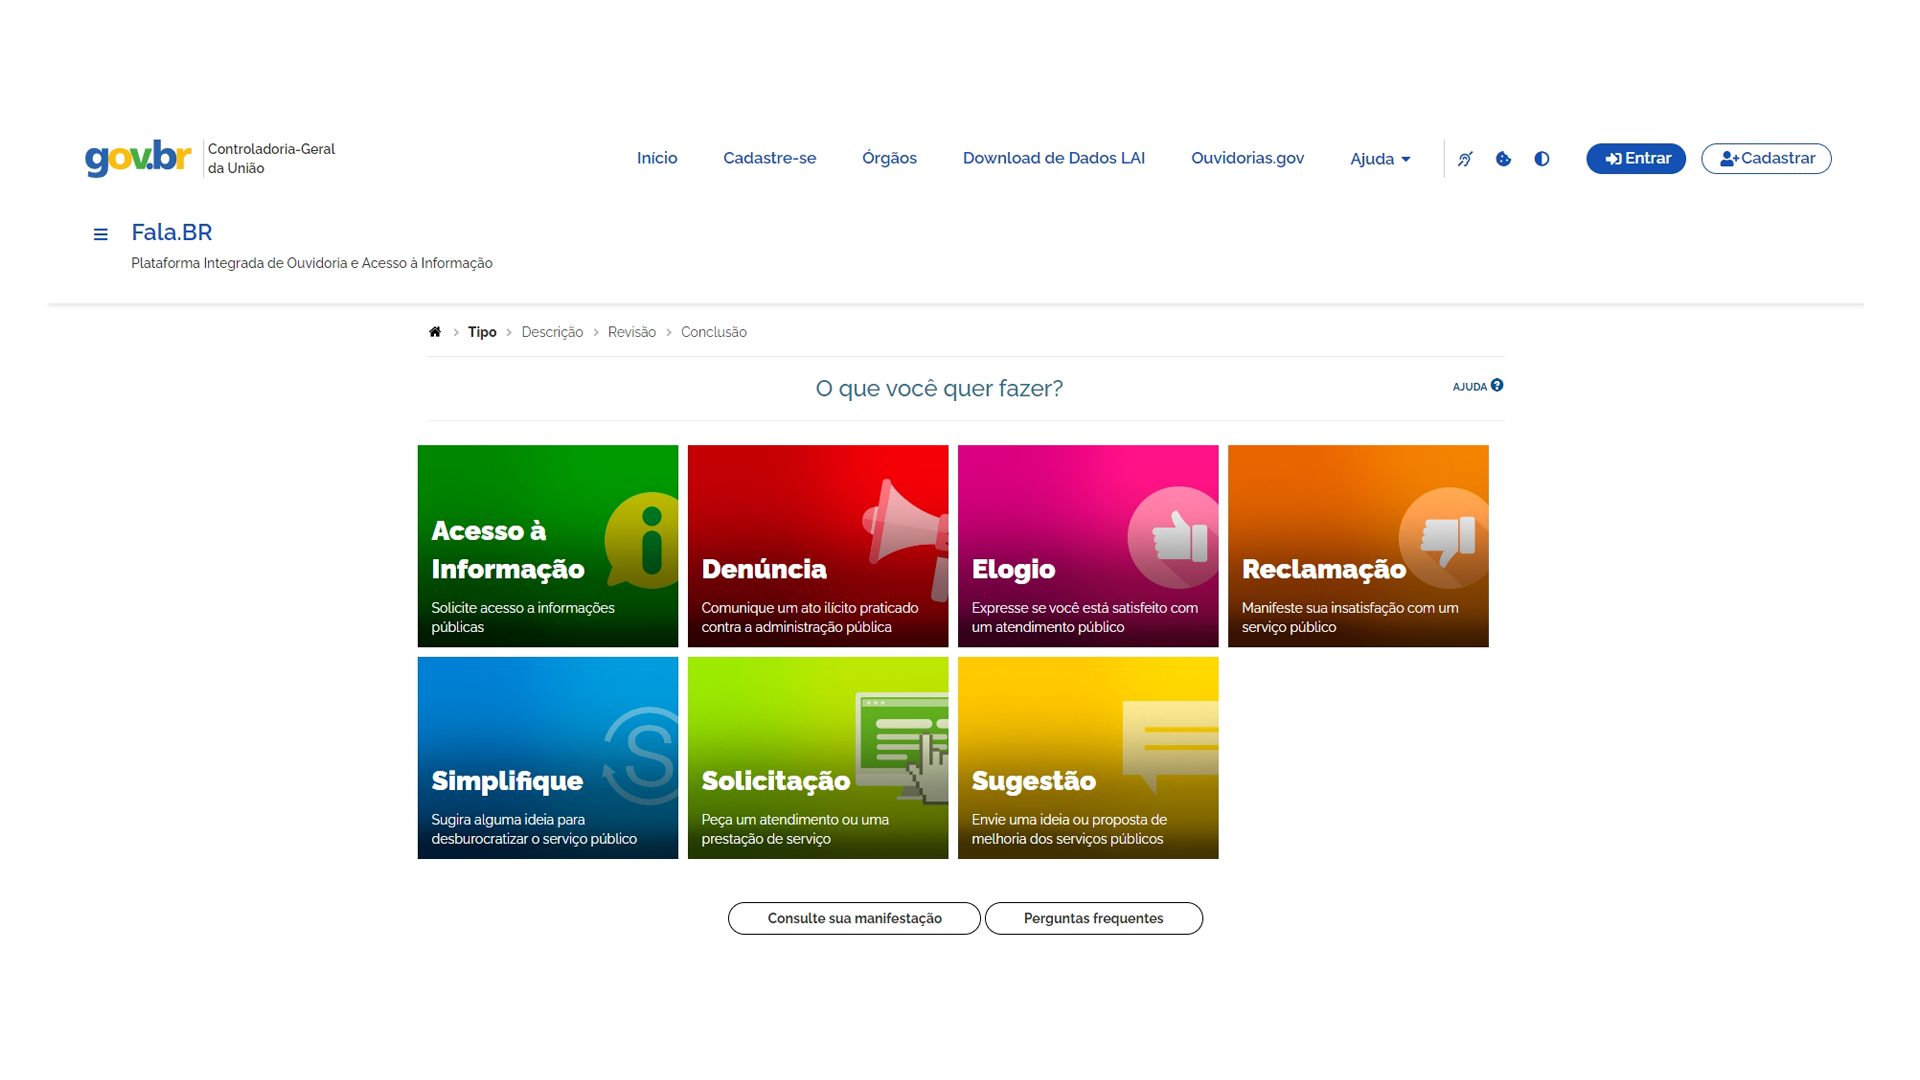 gov.br
Controladoria-Geral
da União
Início
Cadastre-se
Órgãos
Download de Dados LAI
Ouvidorias.gov
Ajuda
Entrar
Cadastrar
Fala.BR
Plataforma Integrada de Ouvidoria e Acesso à Informação
Tipo
Descrição
Revisão
Conclusão
O que você quer fazer?
AJUDA
Acesso à
Informação
Solicite acesso a informações
públicas
Denúncia
Comunique um ato ilícito praticado
contra a administração pública
Elogio
Expresse se você está satisfeito com
um atendimento público
Reclamação
Manifeste sua insatisfação com um
serviço público
Simplifique
Sugira alguma ideia para
desburocratizar o serviço público
Solicitação
Peça um atendimento ou uma
prestação de serviço
Sugestão
Envie uma ideia ou proposta de
melhoria dos serviços públicos
Consulte sua manifestação
Perguntas frequentes